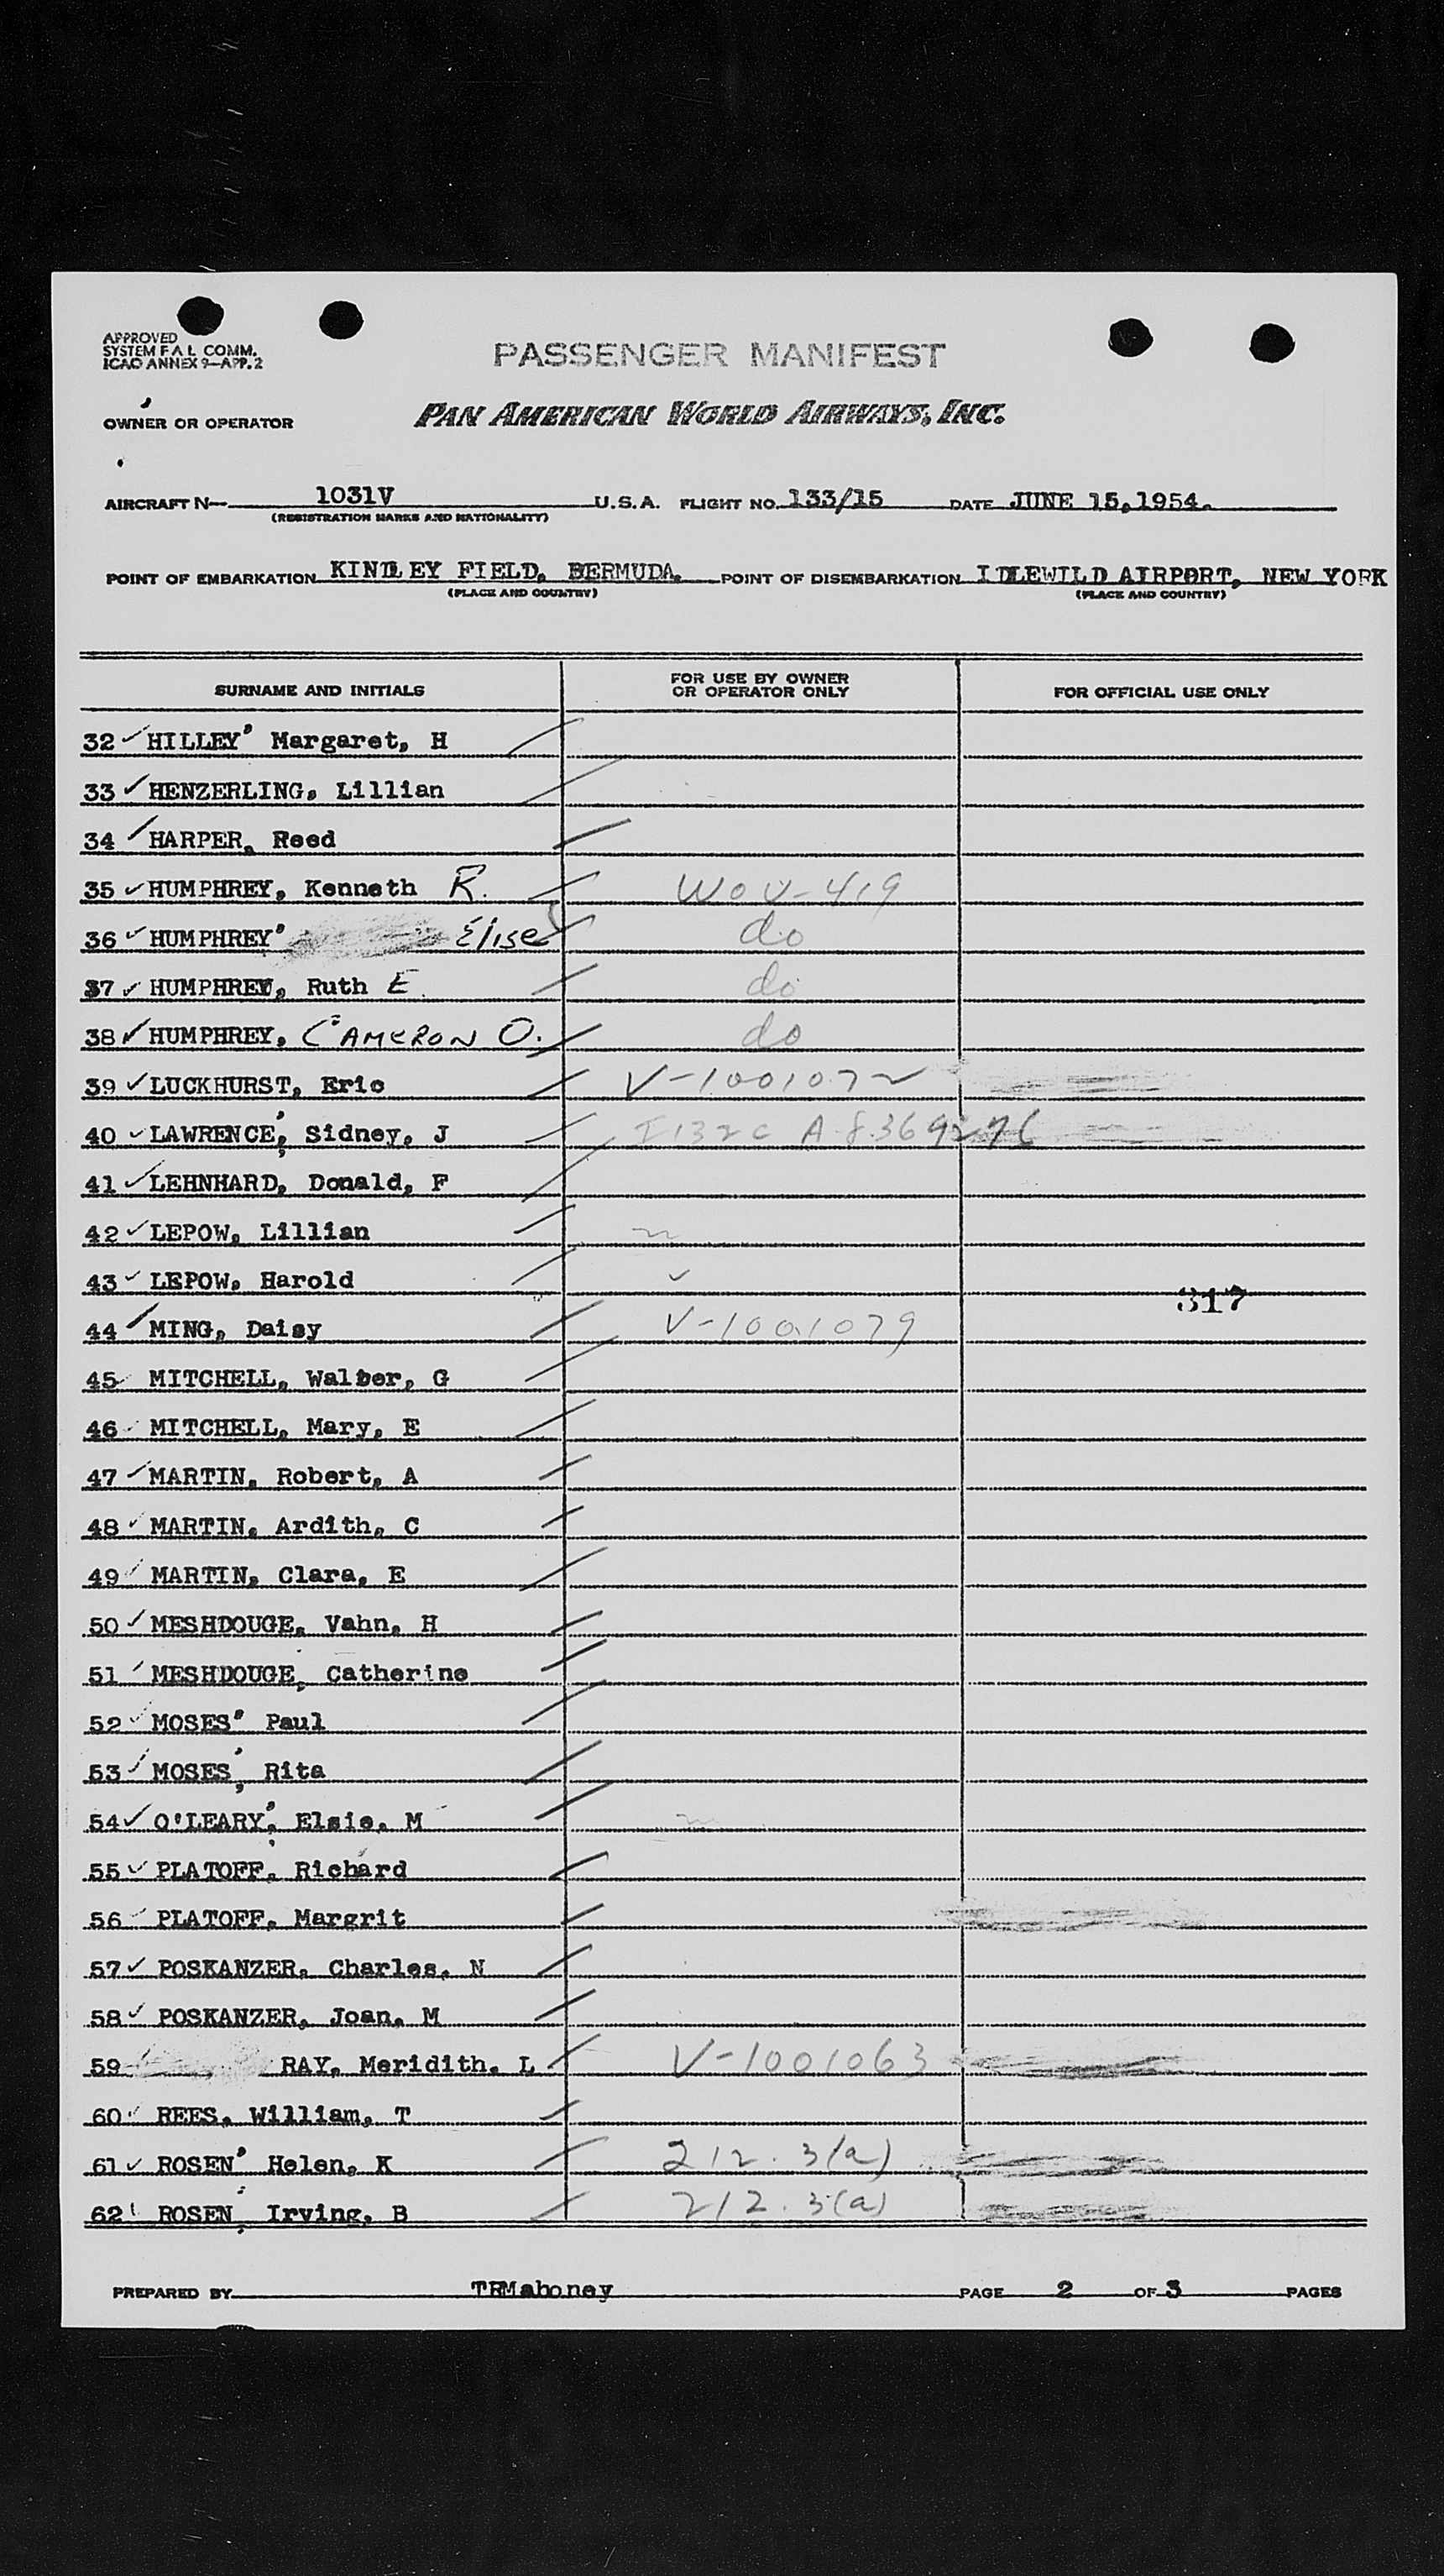 APPROVED
SYSTEM F A L COMM.
ICAO ANNEX 9-APP.2
PASSENGER MANIFEST
OWNER OR OPERATOR PAN AMERICAN WORLD AIRWAYS, INC.
AIRCRAFT N- 1031V U.S.A. FLIGHT NO. 133/15 DATE JUNE 15,1954.
(REGISTRATION MARKS AND NATIONALITY)
POINT OF EMBARKATION KINDLEY FIELD, BERMUDA. POINT OF DISEMBARKATION IDLEWILD AIRPORT, NEW YORK
(PLACE AND COUNTRY) (PLACE AND COUNTRY)
SURNAME AND INITIALS FOR USE BY OWNER OR OPERATOR ONLY FOR OFFICIAL USE ONLY
32 HILLEY' Margaret, H
33 HENZERLING, Lillian
34 HARPER, Reed
35 HUMPHREY, Kenneth R. WOV-419
36 HUMPHREY' Elise do
37 HUMPHREY, Ruth E. do
38 HUMPHREY, CAMERON O. do
39 LUCKHURST, Eric V-1001072
40 LAWRENCE, Sidney, J I132c A8369276
41 LEHNHARD, Donald, F
42 LEPOW, Lillian
43 LEPOW, Harold
317
44 MING, Daisy V-1001079
45 MITCHELL, Walter, G
46 MITCHELL, Mary, E
47 MARTIN, Robert, A
48 MARTIN, Ardith, C
49 MARTIN, Clara, E
50 MESHDOUGE, Vahn, H
51 MESHDOUGE, Catherine
52 MOSES' Paul
53 MOSES, Rita
54 O'LEARY, Elsie, M
55 PLATOFF, Richard
56 PLATOFF, Margrit
57 POSKANZER, Charles, N
58 POSKANZER, Joan, M
59 RAY, Meridith, L V-1001063
60 REES, William, T
61 ROSEN' Helen, K 212.3(a)
62 ROSEN, Irving, B 212.3(a)
PREPARED BY TRMahoney PAGE 2 OF 3 PAGES